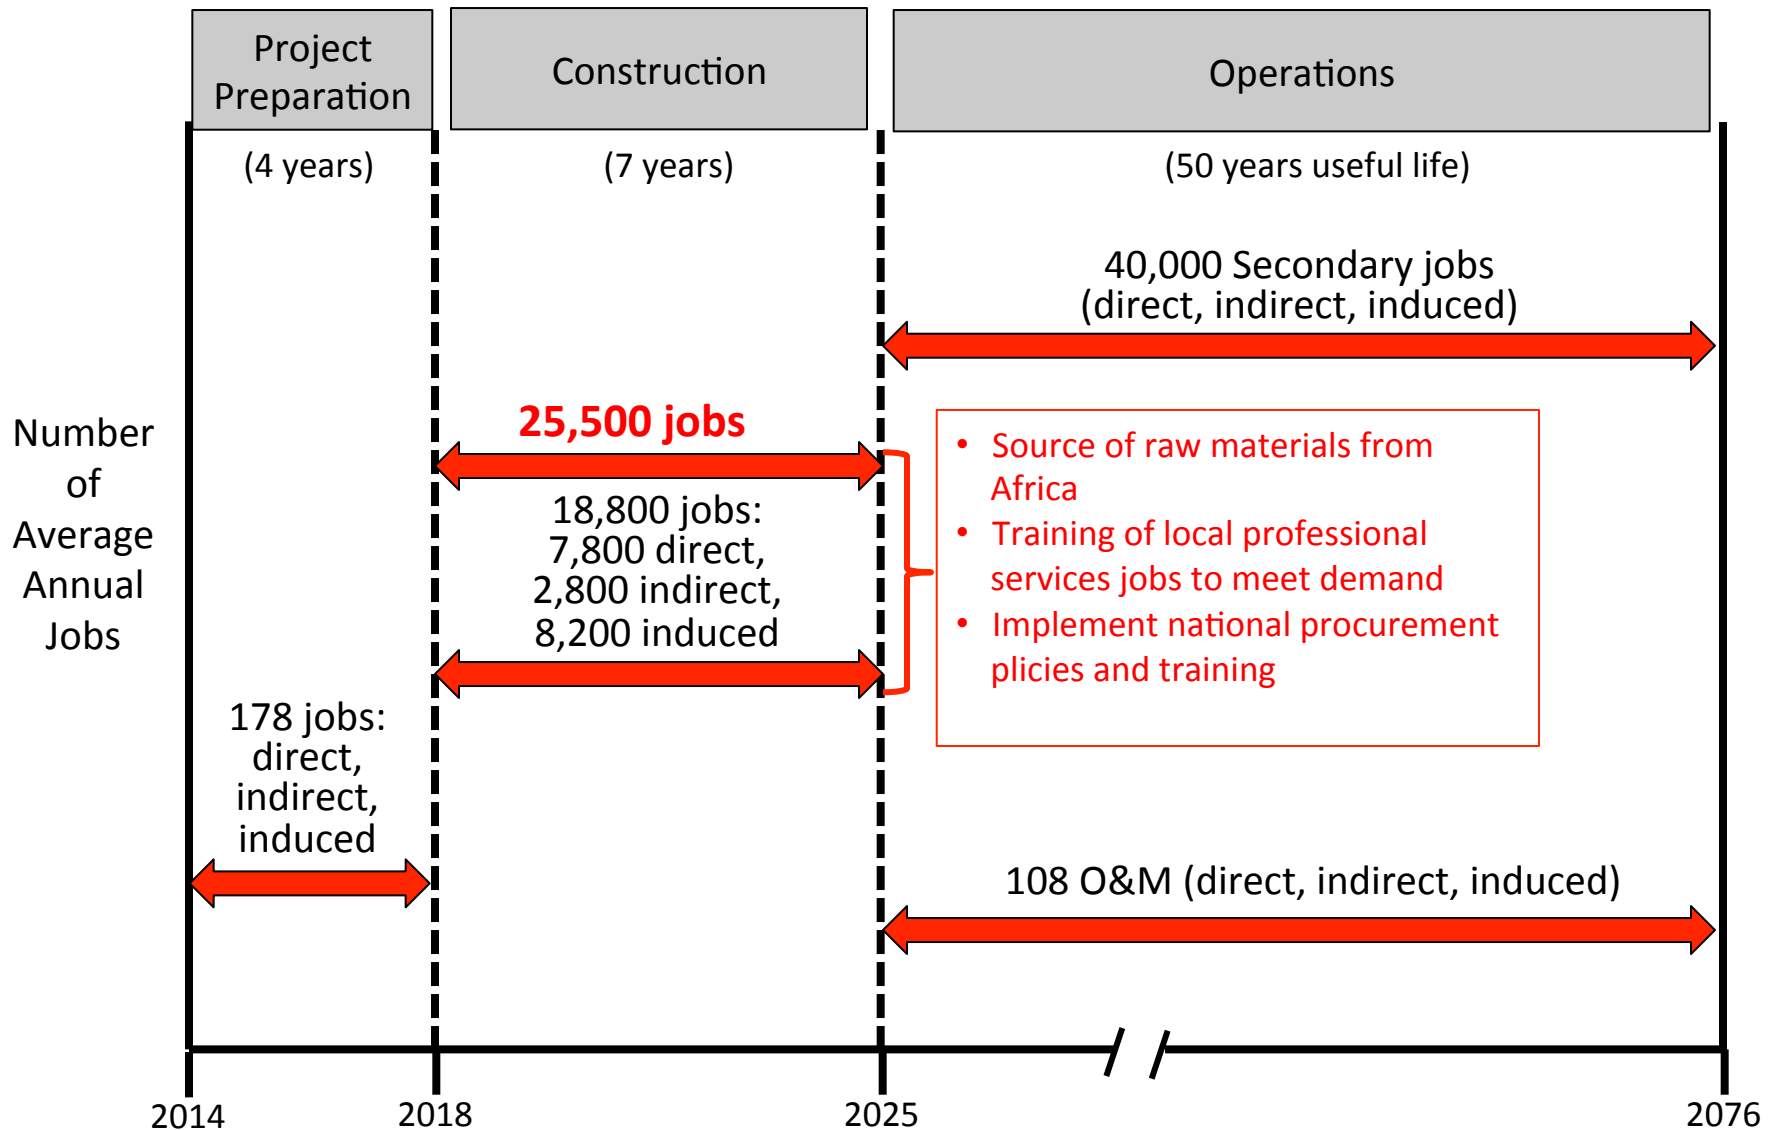 Project
Preparation
Construction
Operations
(4 years)
(7 years)
(50 years useful life)
40,000 Secondary jobs
(direct, indirect, induced)
Number
of
Average
Annual
Jobs
25,500 jobs
18,800 jobs:
7,800 direct,
2,800 indirect,
8,200 induced
• Source of raw materials from
Africa
• Training of local professional
services jobs to meet demand
• Implement national procurement
plicies and training
178 jobs:
direct,
indirect,
induced
108 O&M (direct, indirect, induced)
2014
2018
2025
2076